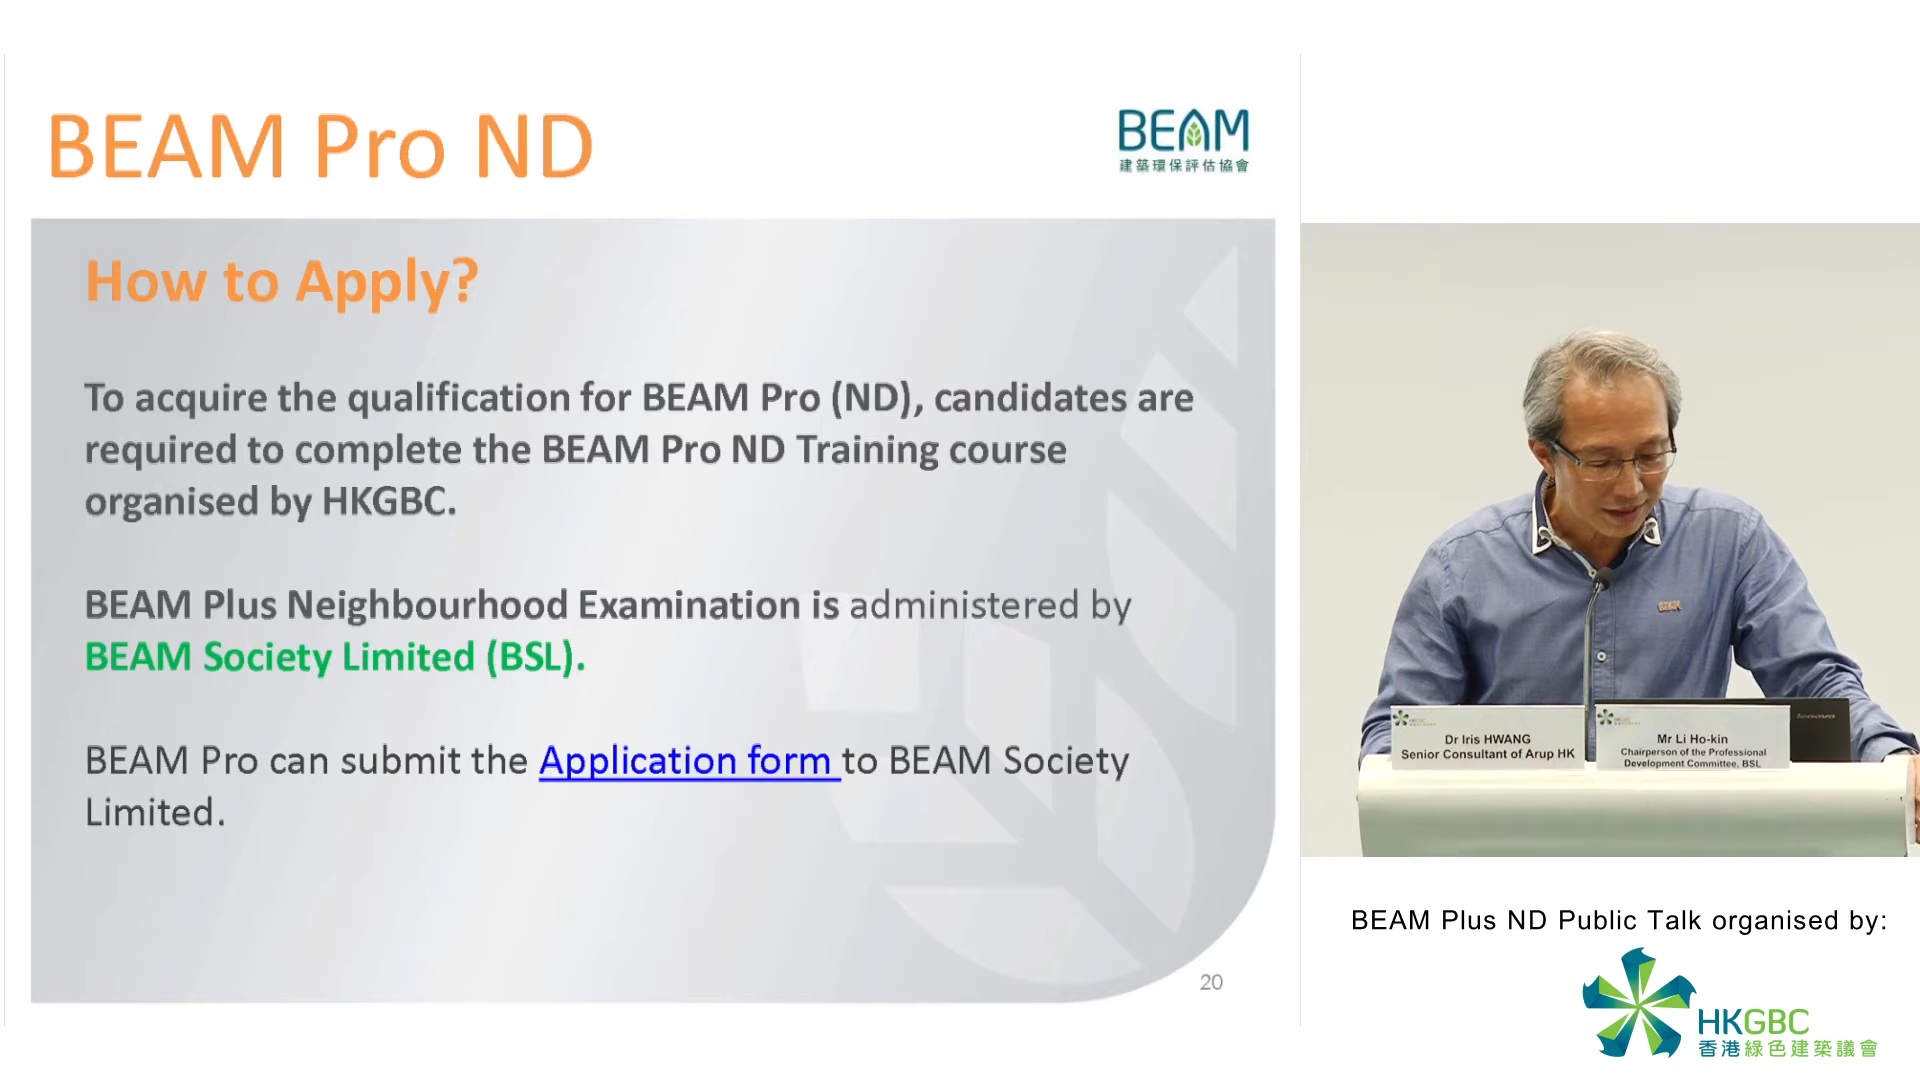 BEAM Pro ND
BEAM
建築環保評估協會
How to Apply?
To acquire the qualification for BEAM Pro (ND), candidates are
required to complete the BEAM Pro ND Training course
organised by HKGBC.
BEAM Plus Neighbourhood Examination is administered by
BEAM Society Limited (BSL).
BEAM Pro can submit the Application form to BEAM Society
Limited.
20
BEAM
HKGBC
Dr Iris HWANG
Senior Consultant of Arup HK
HKGBC
Mr Li Ho-kin
Chairperson of the Professional
Development Committee, BSL
lenovo
BEAM Plus ND Public Talk organised by:
HKGBC
香港綠色建築議會